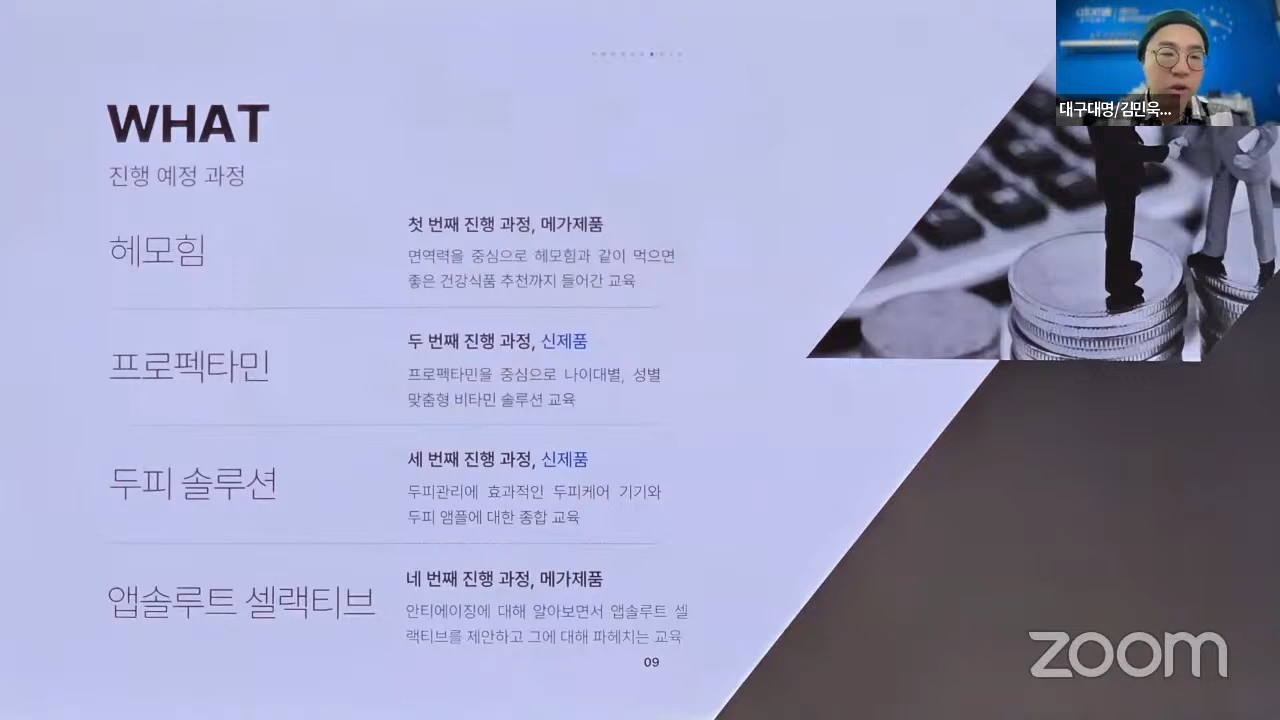 WHAT
진행 예정 과정
헤모힘
첫 번째 진행 과정, 메가제품
면역력을 중심으로 헤모힘과 같이 먹으면
좋은 건강식품 추천까지 들어간 교육
프로펙타민
두 번째 진행 과정, 신제품
프로펙타민을 중심으로 나이대별, 성별
맞춤형 비타민 솔루션 교육
두피 솔루션
세 번째 진행 과정, 신제품
두피관리에 효과적인 두피케어 기기와
두피 앰플에 대한 종합 교육
앱솔루트 셀랙티브
네 번째 진행 과정, 메가제품
안티에이징에 대해 알아보면서 앱솔루트 셀
랙티브를 제안하고 그에 대해 파헤치는 교육
09
대구대명/김민욱...
zoom